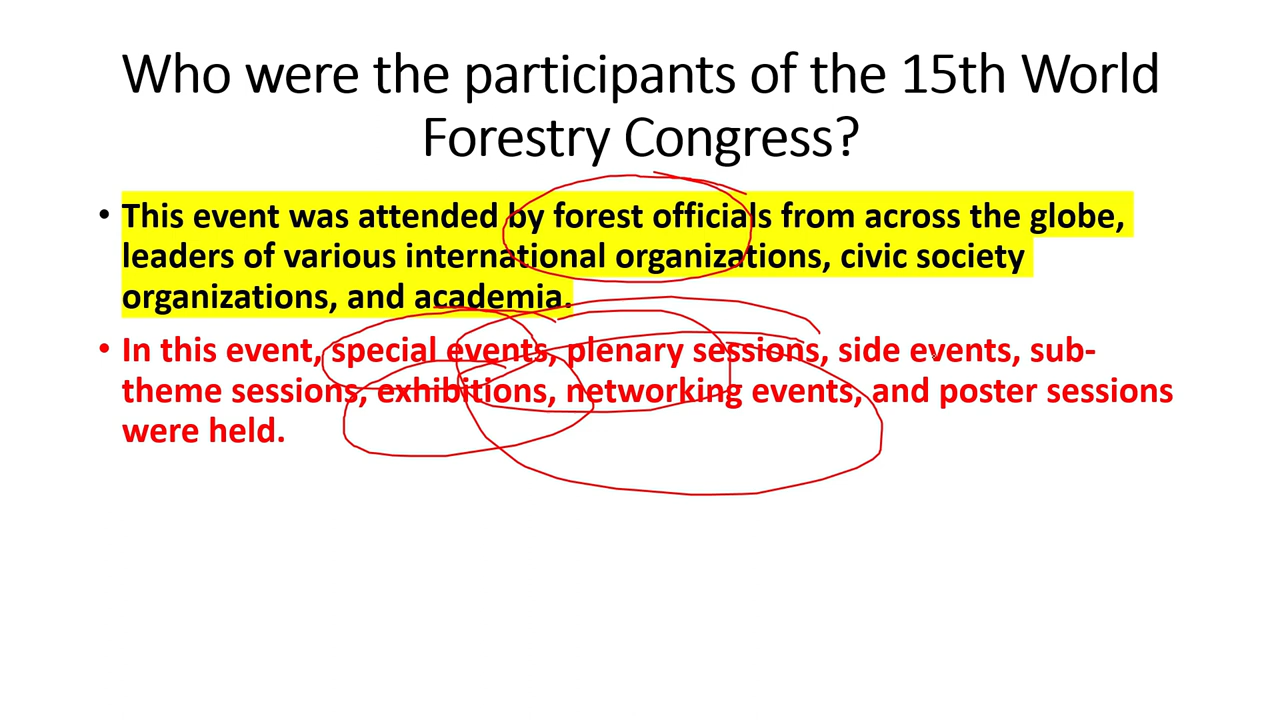 Who were the participants of the 15th World
Forestry Congress?
• This event was attended by forest officials from across the globe,
leaders of various international organizations, civic society
organizations, and academia.
• In this event, special events, plenary sessions, side events, sub-
theme sessions, exhibitions, networking events, and poster sessions
were held.